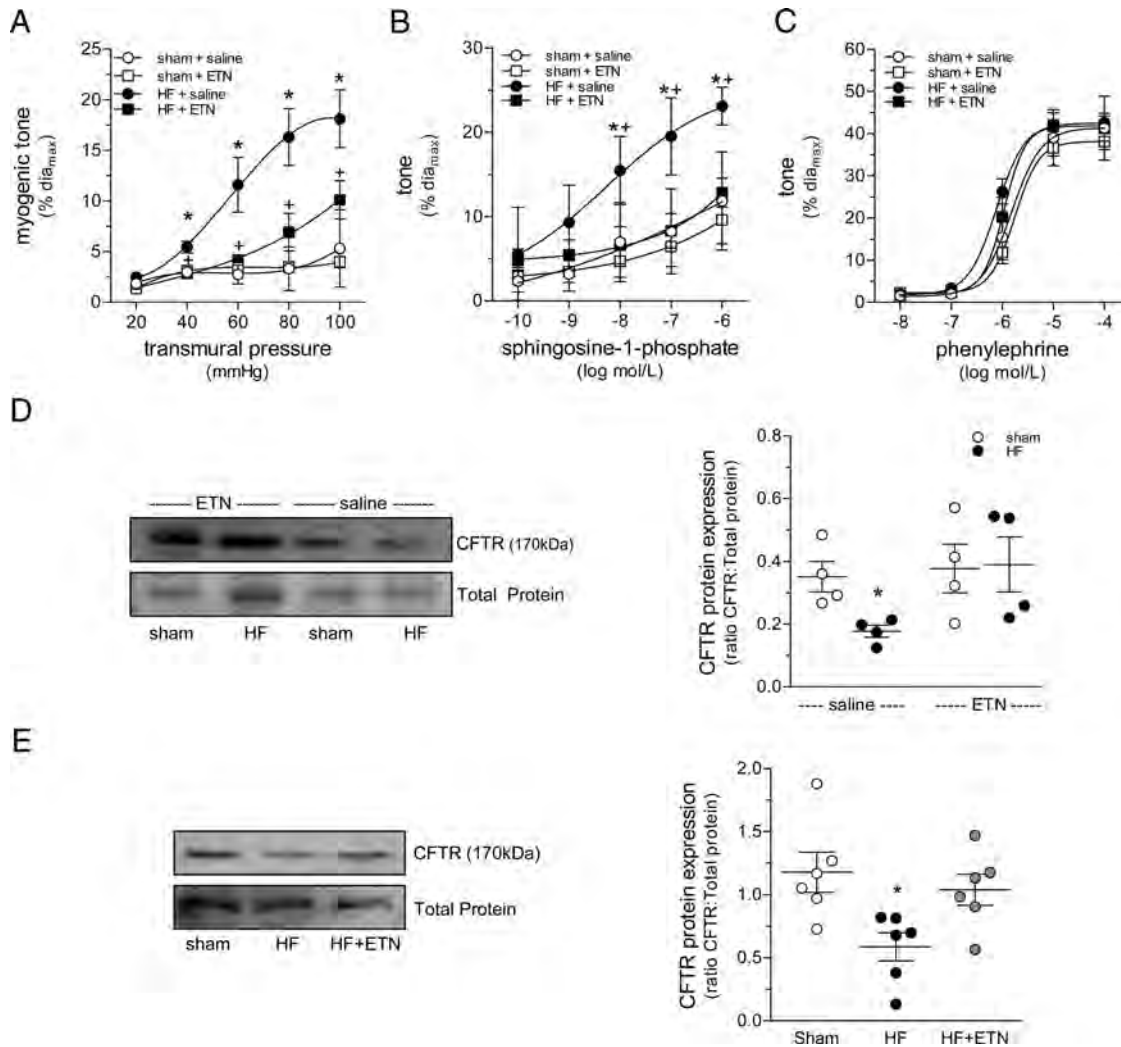 A
25
20
15
10
5
0
myogenic tone
(% dia_max)
sham + saline
sham + ETN
HF + saline
HF + ETN
*
*
*
*
+
+
+
+
20
40
60
80
100
transmural pressure
(mmHg)
B
30
20
10
0
tone
(% dia_max)
sham + saline
sham + ETN
HF + saline
HF + ETN
*+
*+
*+
-10
-9
-8
-7
-6
sphingosine-1-phosphate
(log mol/L)
C
60
50
40
30
20
10
0
tone
(% dia_max)
sham + saline
sham + ETN
HF + saline
HF + ETN
-8
-7
-6
-5
-4
phenylephrine
(log mol/L)
D
ETN
saline
CFTR (170kDa)
Total Protein
sham
HF
sham
HF
0.8
0.6
0.4
0.2
0.0
CFTR protein expression
(ratio CFTR:Total protein)
sham
HF
*
---- saline ----
---- ETN ----
E
CFTR (170kDa)
Total Protein
sham
HF
HF+ETN
2.0
1.5
1.0
0.5
0.0
CFTR protein expression
(ratio CFTR:Total protein)
*
Sham
HF
HF+ETN